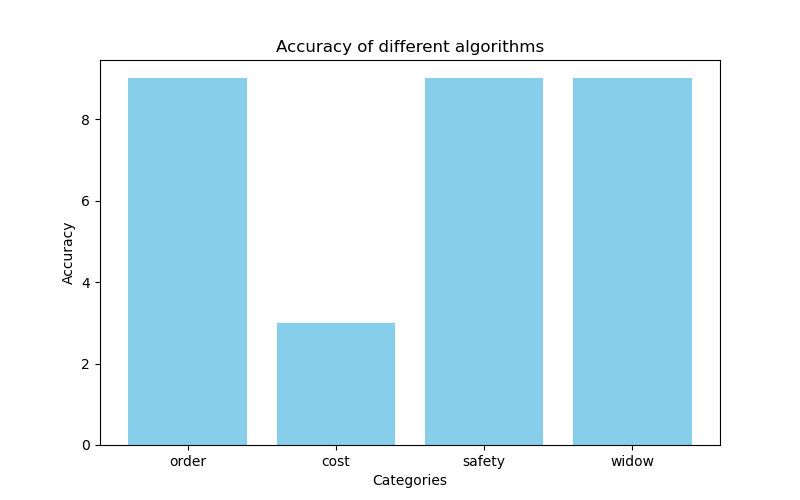 Accuracy of different algorithms
Accuracy
8
6
4
2
0
order cost safety widow
Categories